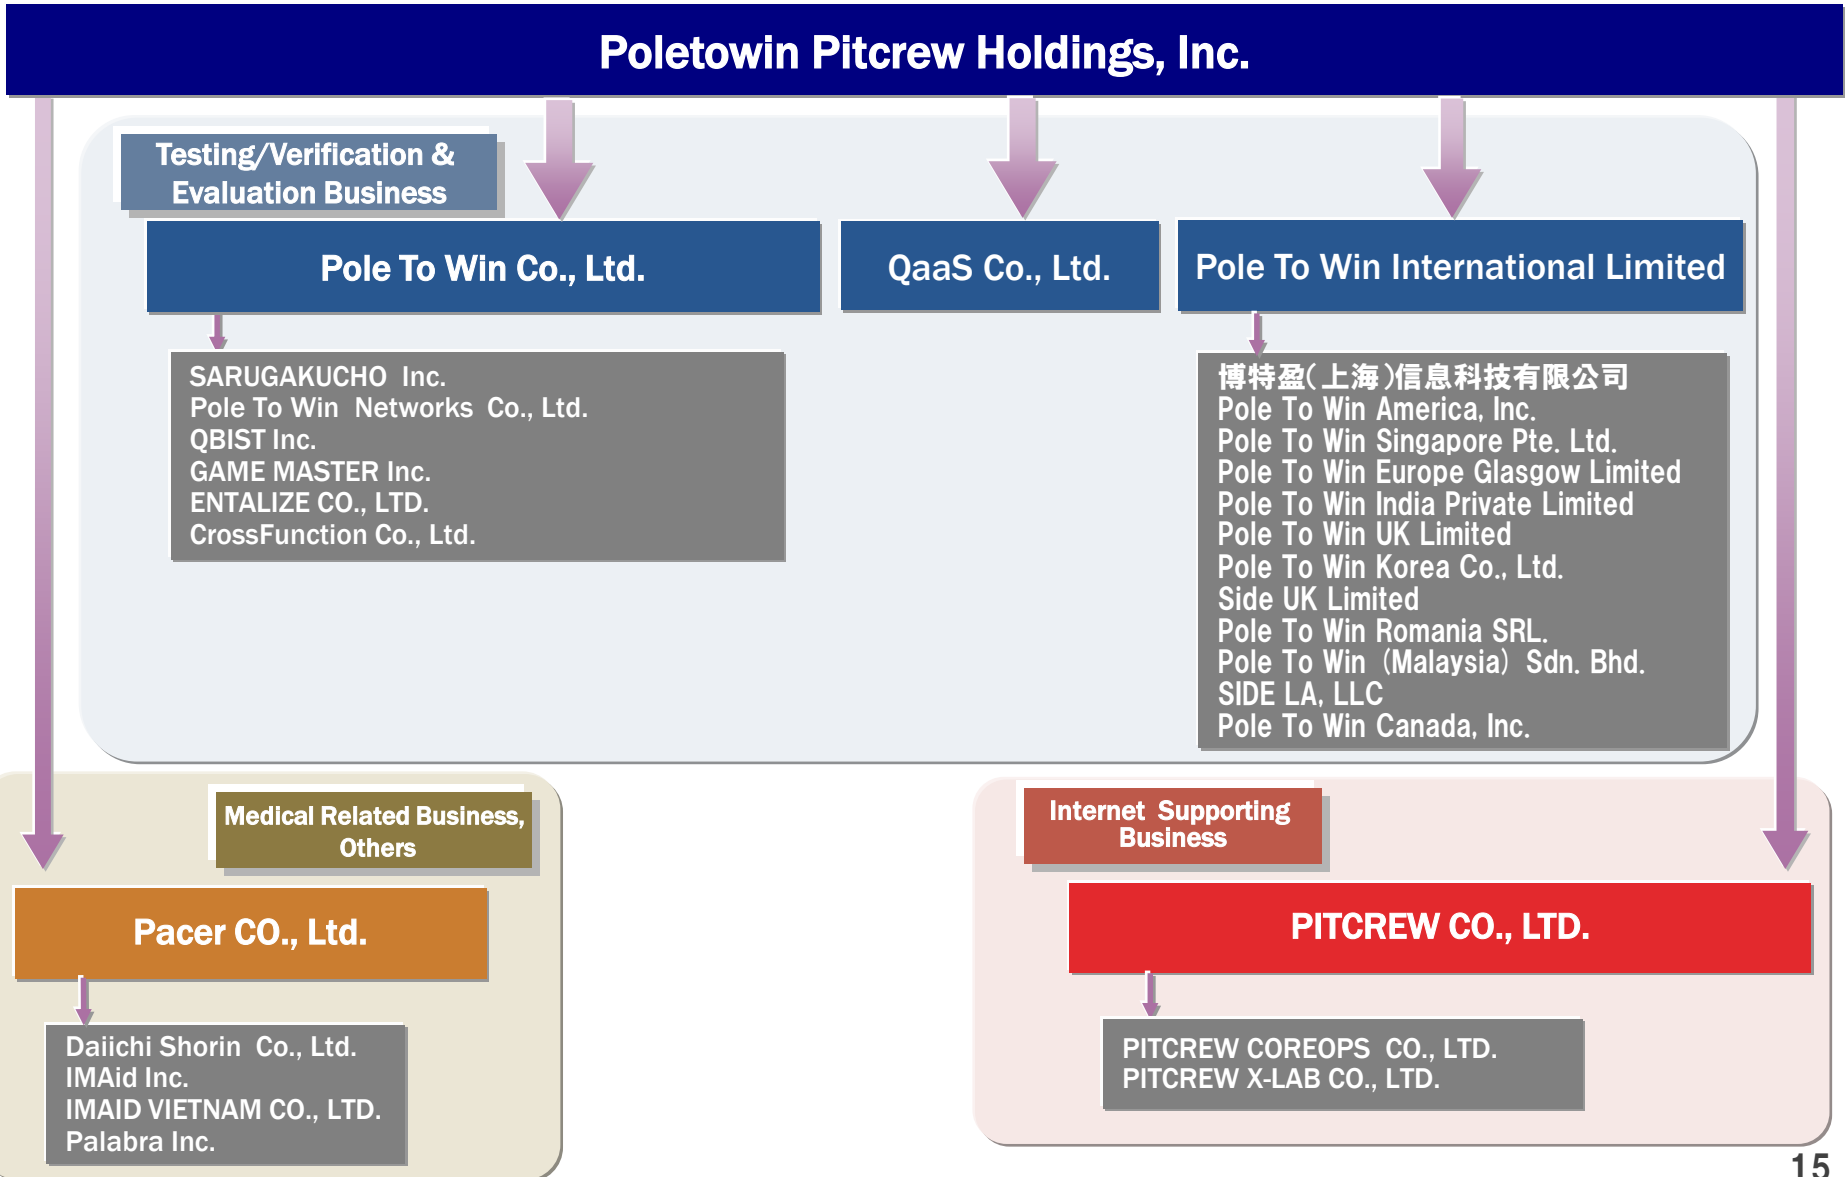 Poletowin Pitcrew Holdings, Inc.
Testing/Verification &
Evaluation Business
Pole To Win Co., Ltd.
QaaS Co., Ltd.
Pole To Win International Limited
SARUGAKUCHO Inc.
Pole To Win Networks Co., Ltd.
QBIST Inc.
GAME MASTER Inc.
ENTALIZE CO., LTD.
CrossFunction Co., Ltd.
博特盈(上海)信息科技有限公司
Pole To Win America, Inc.
Pole To Win Singapore Pte. Ltd.
Pole To Win Europe Glasgow Limited
Pole To Win India Private Limited
Pole To Win UK Limited
Pole To Win Korea Co., Ltd.
Side UK Limited
Pole To Win Romania SRL.
Pole To Win (Malaysia) Sdn. Bhd.
SIDE LA, LLC
Pole To Win Canada, Inc.
Medical Related Business,
Others
Pacer CO., Ltd.
Daiichi Shorin Co., Ltd.
IMAid Inc.
IMAID VIETNAM CO., LTD.
Palabra Inc.
Internet Supporting
Business
PITCREW CO., LTD.
PITCREW COREOPS CO., LTD.
PITCREW X-LAB CO., LTD.
15